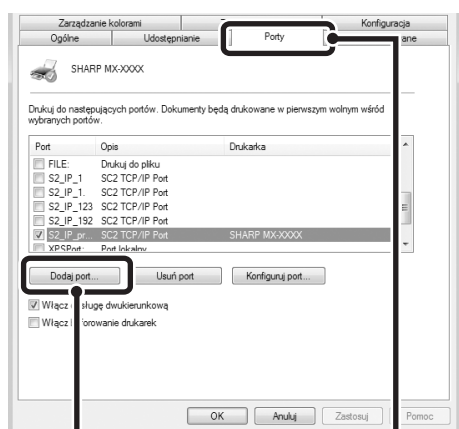 Zarządzanie kolorami Konfiguracja
Ogólne Udostępnianie Porty
SHARP MX-XXXX
Drukuj do następujących portów. Dokumenty będą drukowane w pierwszym wolnym wśród
wybranych portów.
Port Opis Drukarka
FILE: Drukuj do pliku
S2_IP_1 SC2 TCP/IP Port
S2_IP_1. SC2 TCP/IP Port
S2_IP_123 SC2 TCP/IP Port
S2_IP_192 SC2 TCP/IP Port
S2_IP_pr... SC2 TCP/IP Port SHARP MX-XXXX
XPSPort: Port lokalny
Dodaj port... Usuń port Konfiguruj port...
Włącz dwukierunkową
Włącz drukarek
OK Anuluj Zastosuj Pomoc